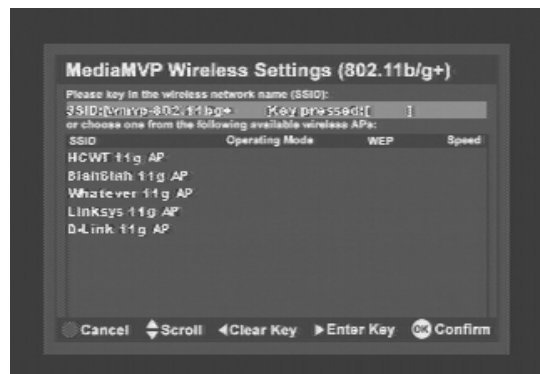 MediaMVP Wireless Settings (802.11b/g+)
Please key in the wireless network name (SSID):
SSID:[wmvp-802.11bg+ Key pressed:[ ]
or choose one from the following available wireless APs:
SSID Operating Mode WEP Speed
HCWT 11g AP
BlahBlah 11g AP
Whatever 11g AP
Linksys 11g AP
D-Link 11g AP
Cancel Scroll Clear Key Enter Key OK Confirm